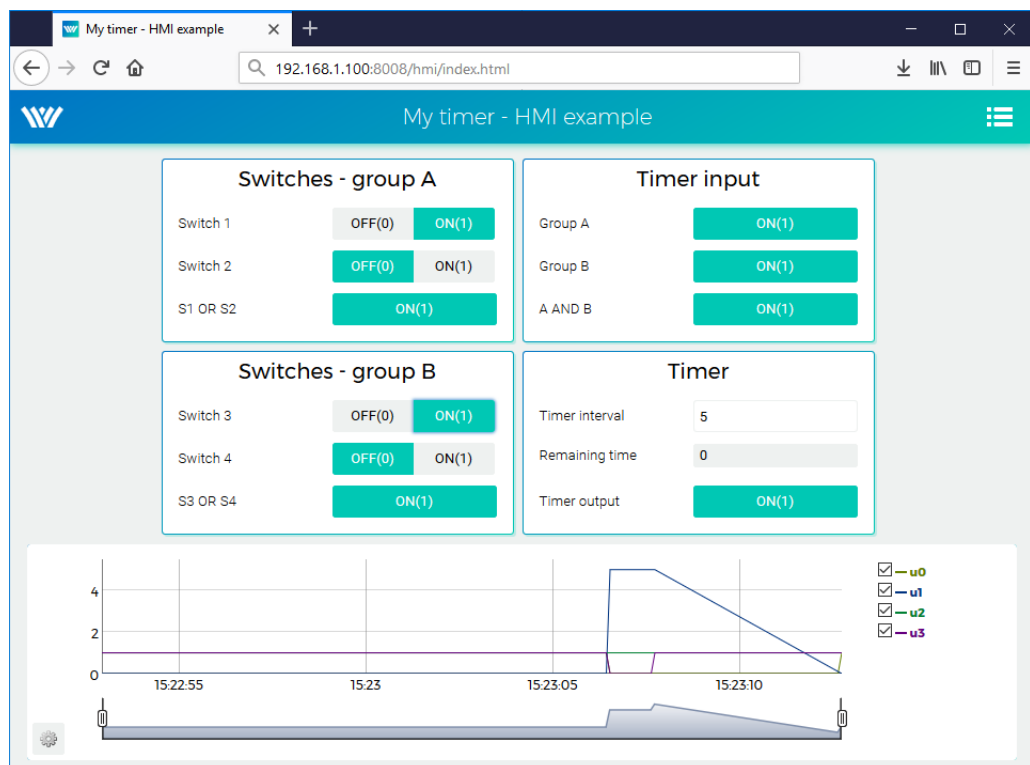 My timer - HMI example
192.168.1.100:8008/hmi/index.html
My timer - HMI example
Switches - group A
Switch 1 OFF(0) ON(1)
Switch 2 OFF(0) ON(1)
S1 OR S2 ON(1)
Timer input
Group A ON(1)
Group B ON(1)
A AND B ON(1)
Switches - group B
Switch 3 OFF(0) ON(1)
Switch 4 OFF(0) ON(1)
S3 OR S4 ON(1)
Timer
Timer interval 5
Remaining time 0
Timer output ON(1)
4
2
0
15:22:55 15:23 15:23:05 15:23:10
u0
u1
u2
u3